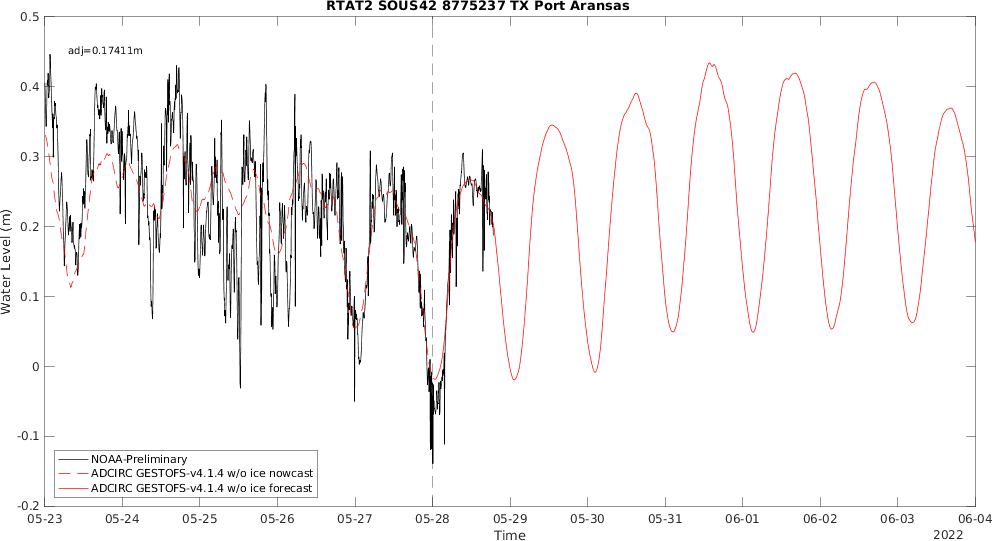 RTAT2 SOUS42 8775237 TX Port Aransas
0.5
0.4
0.3
0.2
0.1
0
-0.1
-0.2
Water Level (m)
adj=0.17411m
NOAA-Preliminary
ADCIRC GESTOFS-v4.1.4 w/o ice nowcast
ADCIRC GESTOFS-v4.1.4 w/o ice forecast
05-23 05-24 05-25 05-26 05-27 05-28 05-29 05-30 05-31 06-01 06-02 06-03 06-04
Time
2022